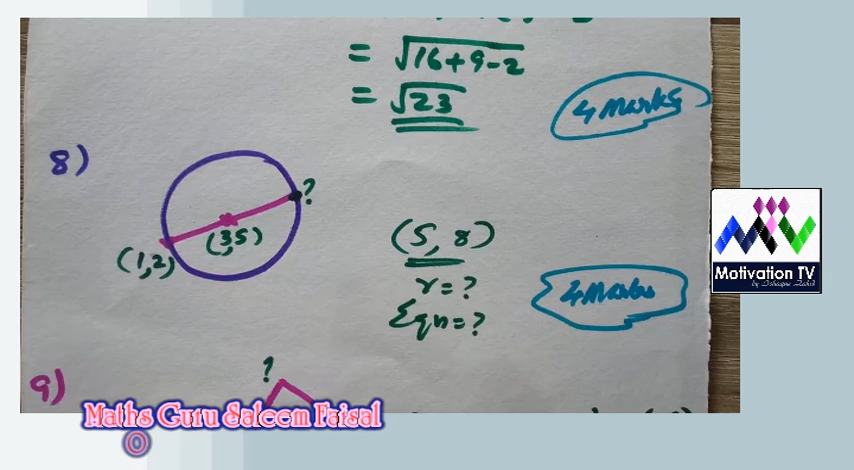 = √16+9-2
= √23
4 Marks
8)
?
(3,5)
(1,2)
(5, 8)
r = ?
Eqn = ?
4 Marks
9)
?
Motivation TV
Maths Guru Saleem Faisal